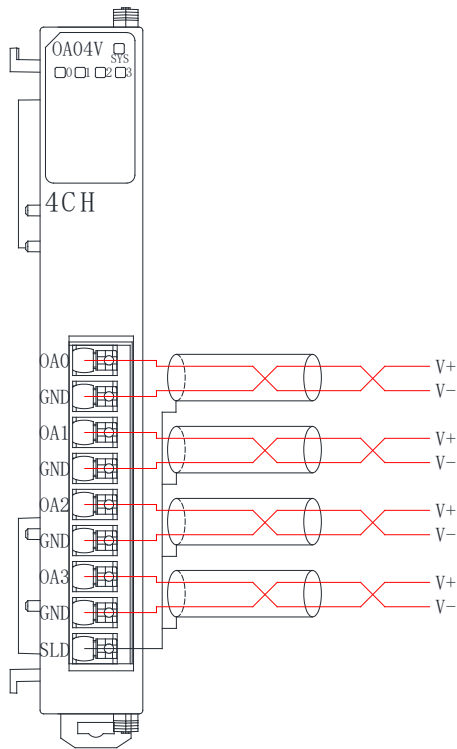 OA04V
SYS
0 1 2 3
4CH
OA0
V+
GND
V-
OA1
V+
GND
V-
OA2
V+
GND
V-
OA3
V+
GND
V-
SLD